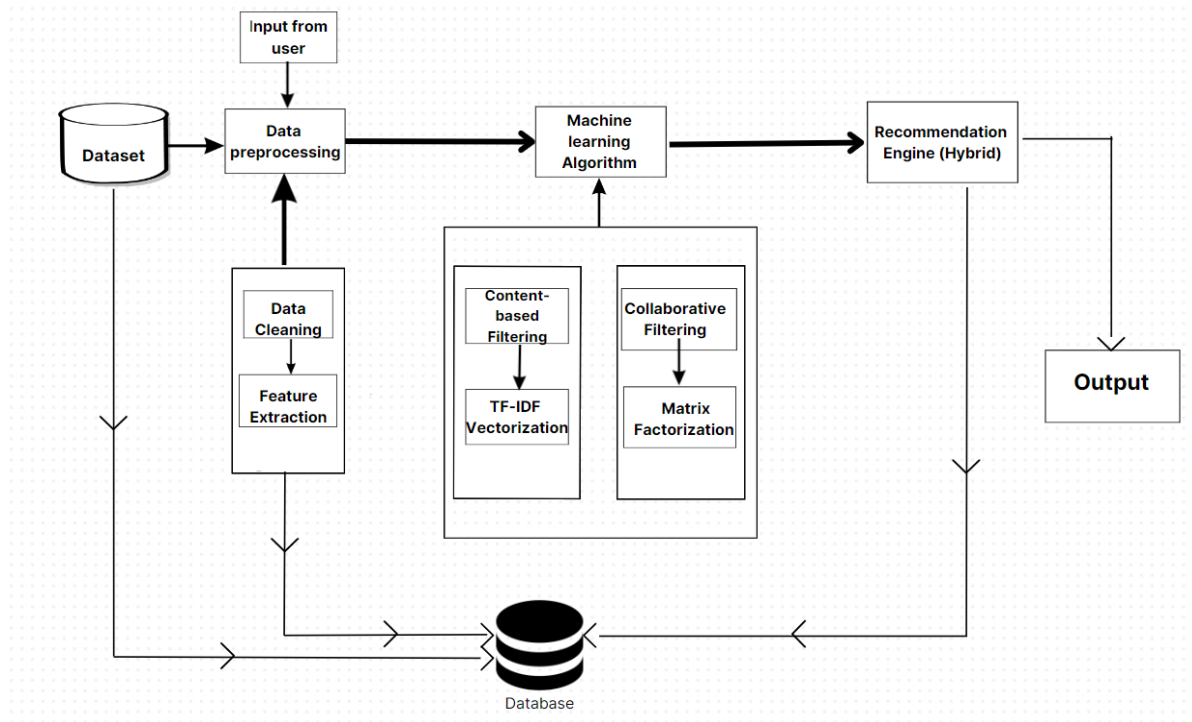 Input from
user
Dataset
Data
preprocessing
Machine
learning
Algorithm
Recommendation
Engine (Hybrid)
Data
Cleaning
Feature
Extraction
Content-
based
Filtering
TF-IDF
Vectorization
Collaborative
Filtering
Matrix
Factorization
Output
Database